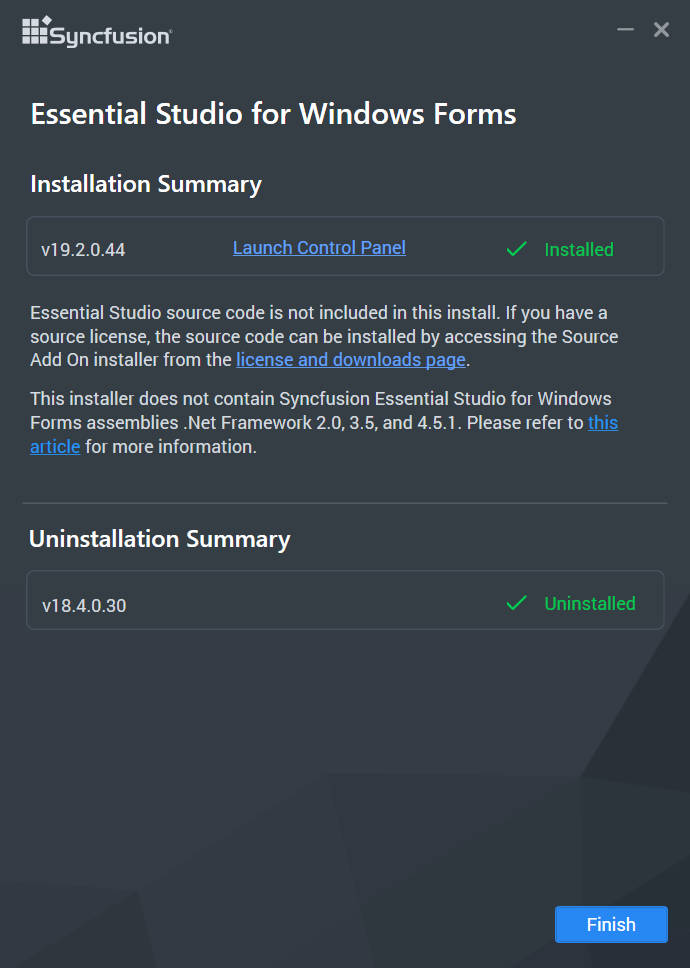 Syncfusion®
Essential Studio for Windows Forms
Installation Summary
v19.2.0.44 Launch Control Panel Installed
Essential Studio source code is not included in this install. If you have a
source license, the source code can be installed by accessing the Source
Add On installer from the license and downloads page.
This installer does not contain Syncfusion Essential Studio for Windows
Forms assemblies .Net Framework 2.0, 3.5, and 4.5.1. Please refer to this
article for more information.
Uninstallation Summary
v18.4.0.30 Uninstalled
Finish